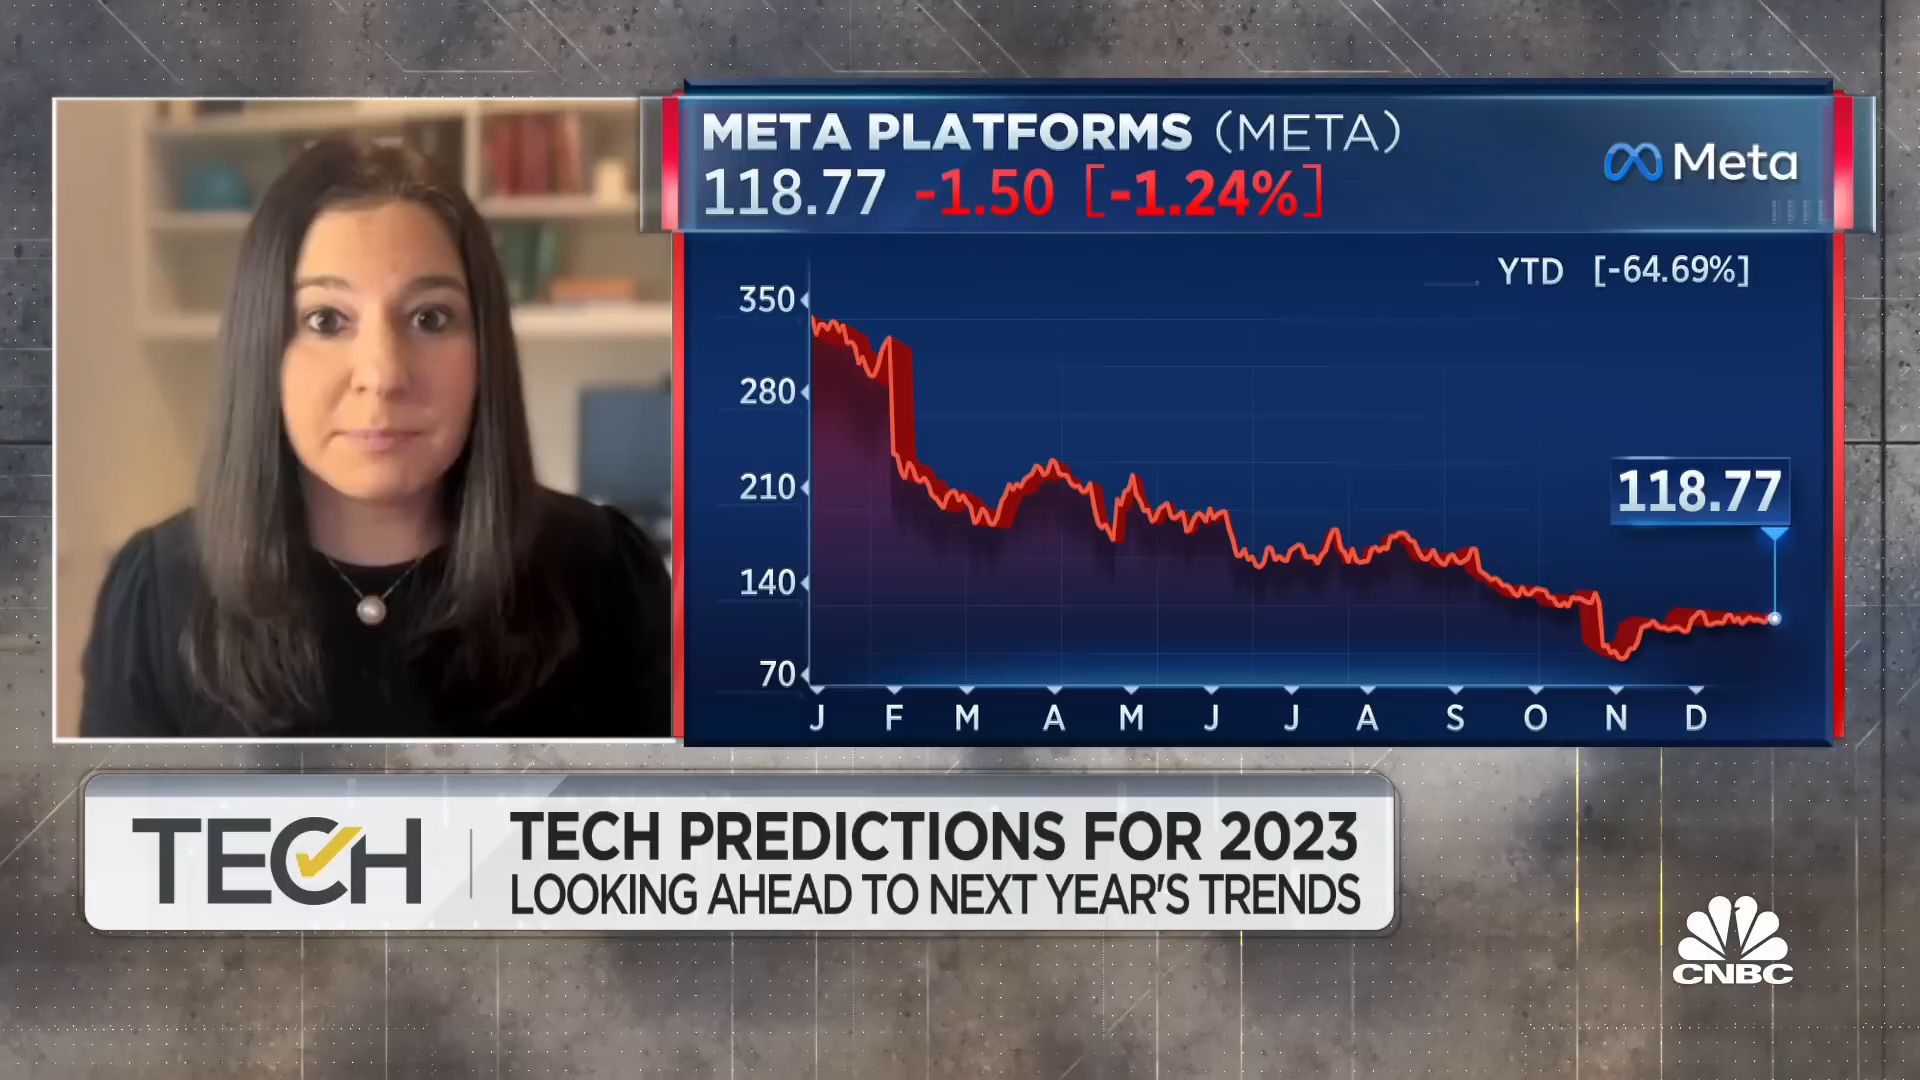 META PLATFORMS (META)
118.77 -1.50 [-1.24%]
Meta
YTD [-64.69%]
350
280
210
140
70
118.77
J F M A M J J A S O N D
TECH
TECH PREDICTIONS FOR 2023
LOOKING AHEAD TO NEXT YEAR'S TRENDS
CNBC